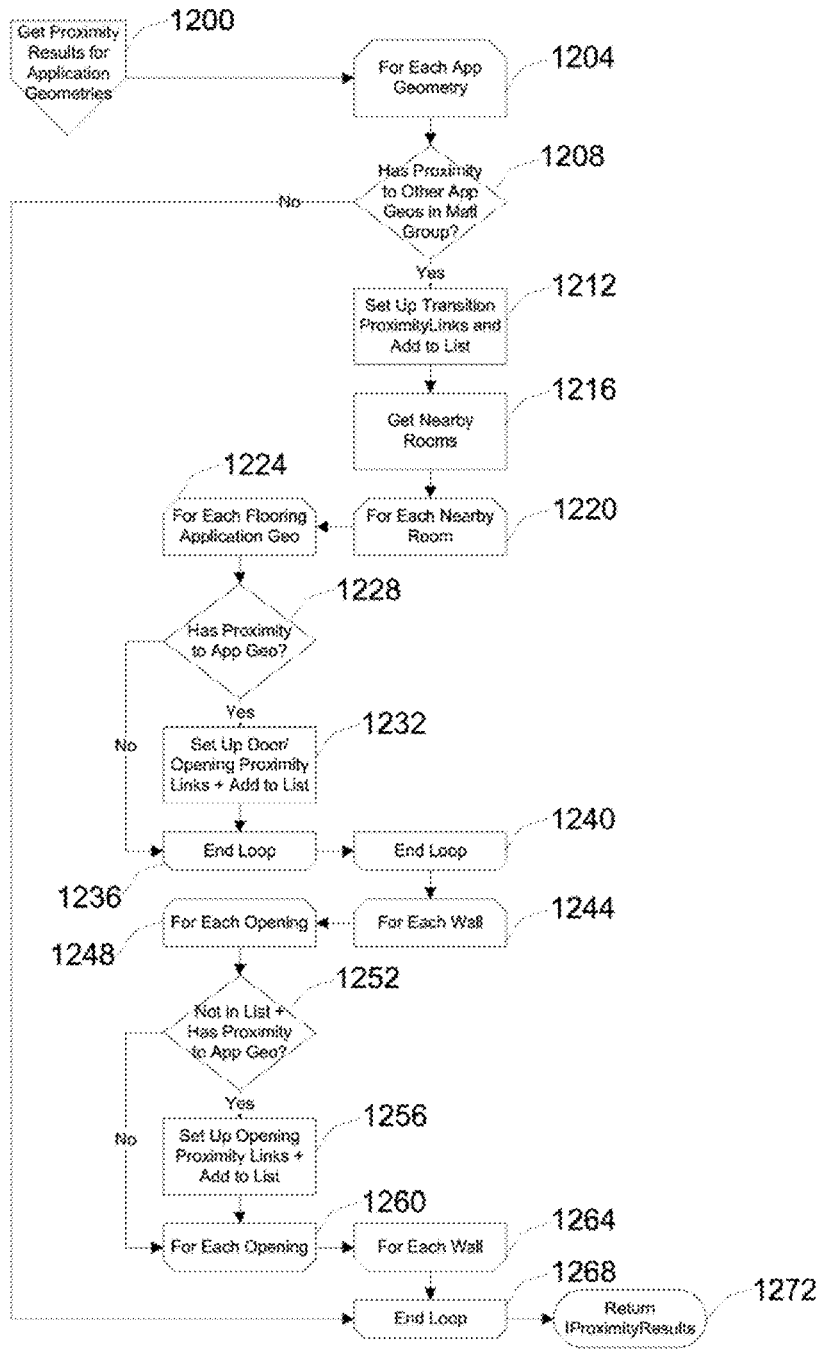 1200
Get Proximity
Results for
Application
Geometries
1204
For Each App
Geometry
1208
Has Proximity
to Other App
Geos in Matl
Group?
No
Yes
1212
Set Up Transition
ProximityLinks and
Add to List
1216
Get Nearby
Rooms
1220
For Each Nearby
Room
1224
For Each Flooring
Application Geo
1228
Has Proximity
to App Geo?
Yes
No
1232
Set Up Door/
Opening Proximity
Links + Add to List
1236
End Loop
1240
End Loop
1244
For Each Wall
1248
For Each Opening
1252
Not in List +
Has Proximity
to App Geo?
Yes
No
1256
Set Up Opening
Proximity Links +
Add to List
1260
For Each Opening
1264
For Each Wall
1268
End Loop
1272
Return
IProximityResults